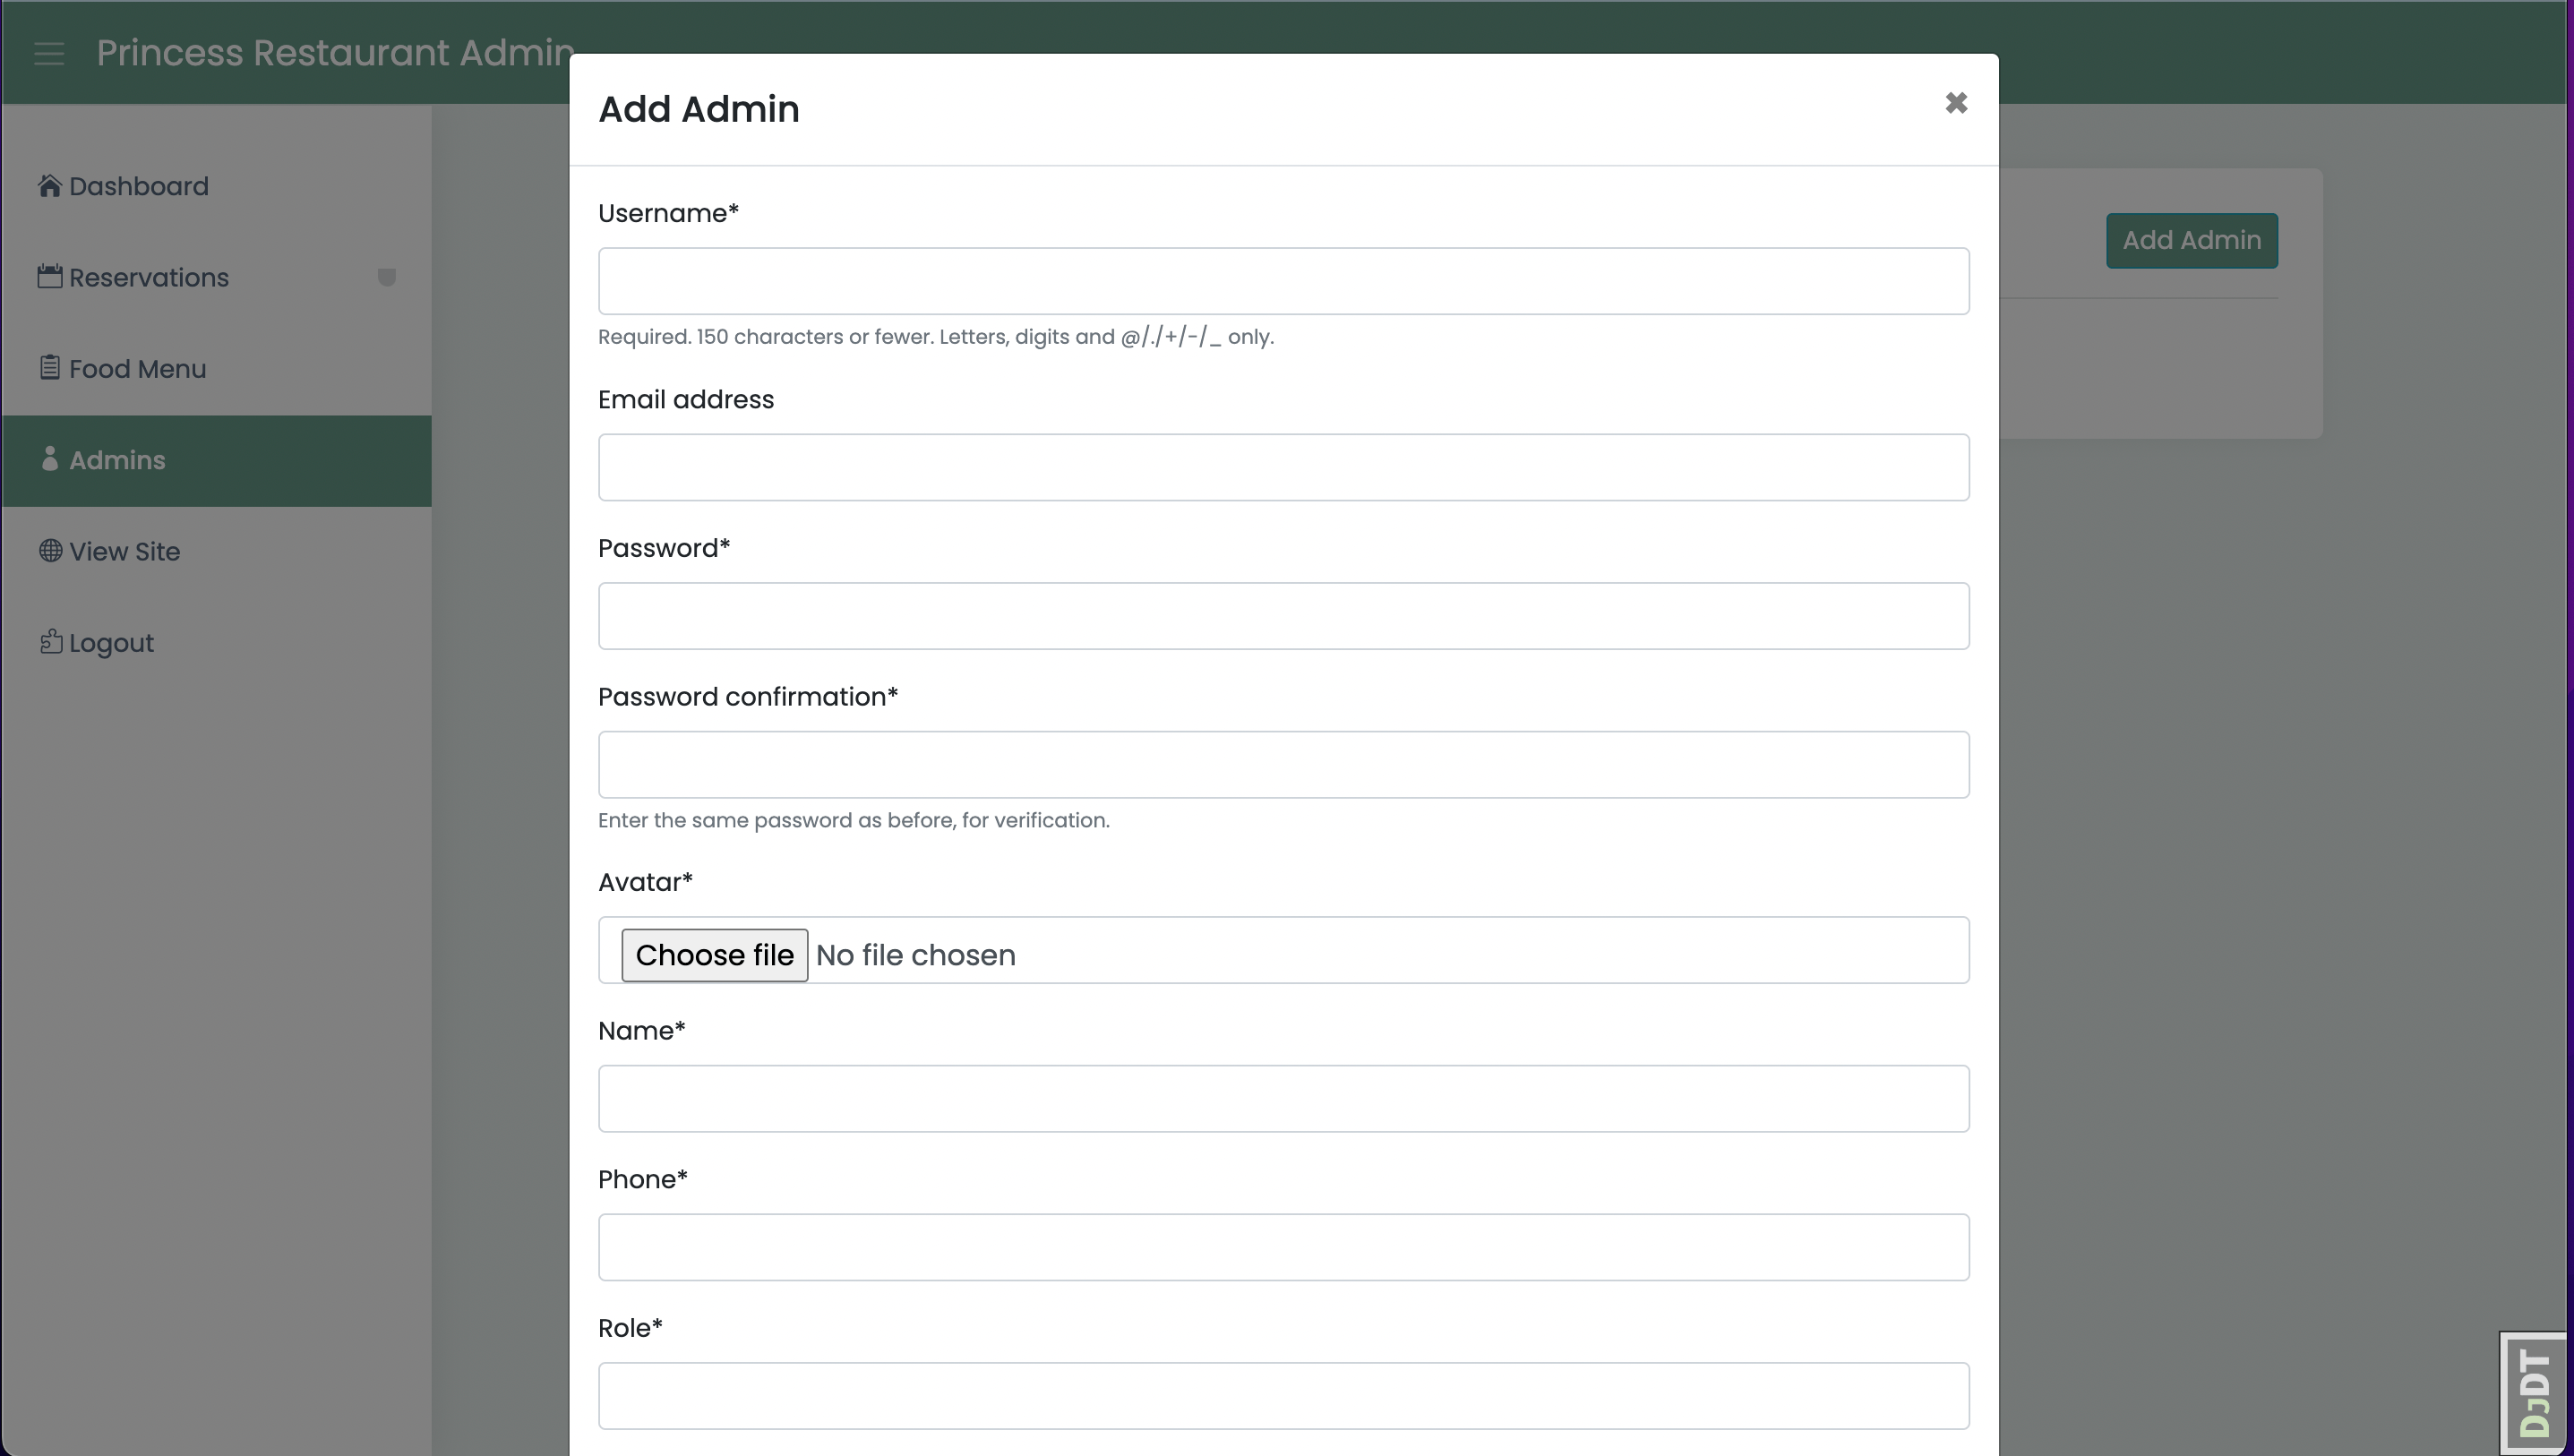 Princess Restaurant Admin
Dashboard
Reservations
Food Menu
Admins
View Site
Logout
Add Admin
Add Admin
Username*
Required. 150 characters or fewer. Letters, digits and @/./+/-/_ only.
Email address
Password*
Password confirmation*
Enter the same password as before, for verification.
Avatar*
Choose file No file chosen
Name*
Phone*
Role*
DJDT